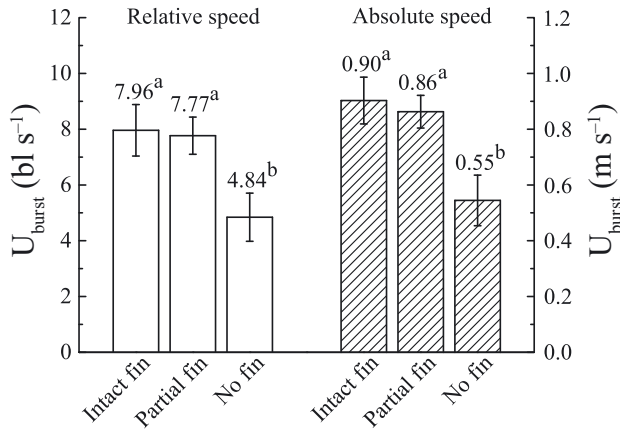 Relative speed
Absolute speed
U_burst (bl s⁻¹)
12
10
8
6
4
2
0
7.96ᵃ
7.77ᵃ
4.84ᵇ
0.90ᵃ
0.86ᵃ
0.55ᵇ
1.2
1.0
0.8
0.6
0.4
0.2
0.0
U_burst (m s⁻¹)
Intact fin
Partial fin
No fin
Intact fin
Partial fin
No fin